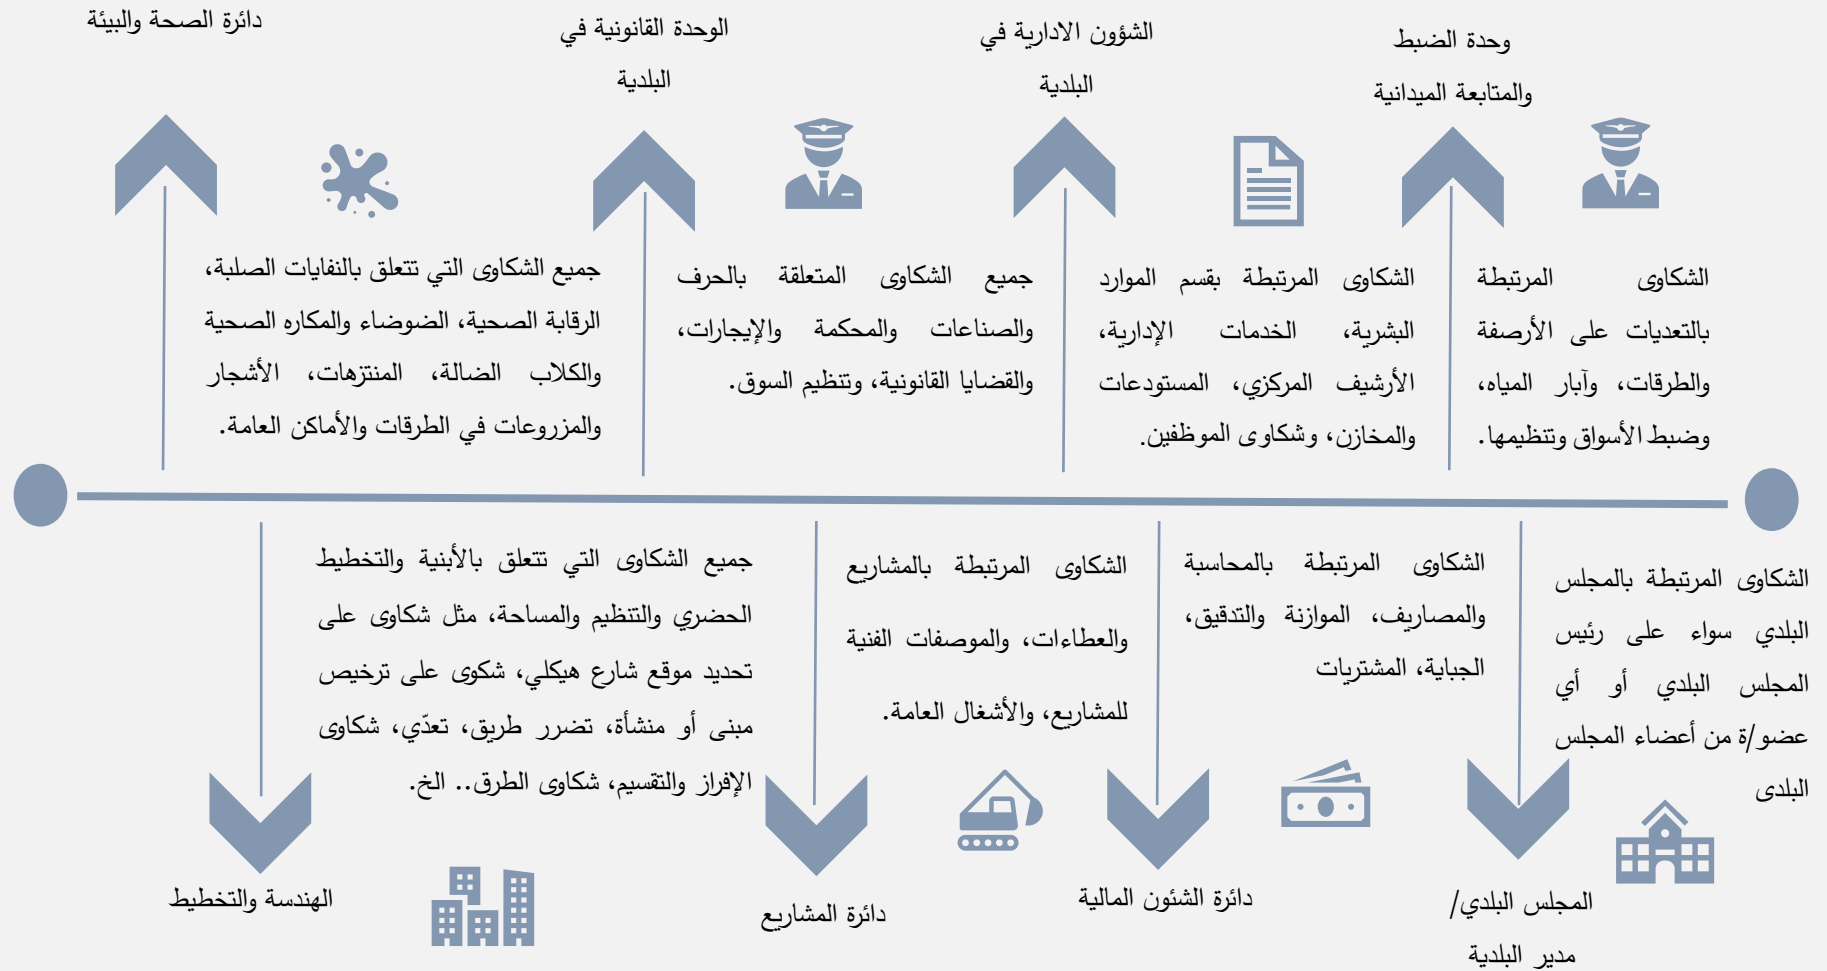 وحدة الضبط
والمتابعة الميدانية
الشكاوى المرتبطة
بالتعديات على الأرصفة
والطرقات، وآبار المياه،
وضبط الأسواق وتنظيمها.
الشؤون الادارية في
البلدية
الشكاوى المرتبطة بقسم الموارد
البشرية، الخدمات الإدارية،
الأرشيف المركزي، المستودعات
والمخازن، وشكاوى الموظفين.
الوحدة القانونية في
البلدية
جميع الشكاوى المتعلقة بالحرف
والصناعات والمحكمة والإيجارات،
والقضايا القانونية، وتنظيم السوق.
دائرة الصحة والبيئة
جميع الشكاوى التي تتعلق بالنفايات الصلبة،
الرقابة الصحية، الضوضاء والمكاره الصحية
والكلاب الضالة، المنتزهات، الأشجار
والمزروعات في الطرقات والأماكن العامة.
الشكاوى المرتبطة بالمجلس
البلدي سواء على رئيس
المجلس البلدي أو أي
عضو/ة من أعضاء المجلس
البلدى
المجلس البلدي/
مدير البلدية
الشكاوى المرتبطة بالمحاسبة
والمصاريف، الموازنة والتدقيق،
الجباية، المشتريات
دائرة الشئون المالية
الشكاوى المرتبطة بالمشاريع
والعطاءات، والموصفات الفنية
للمشاريع، والأشغال العامة.
دائرة المشاريع
جميع الشكاوى التي تتعلق بالأبنية والتخطيط
الحضري والتنظيم والمساحة، مثل شكاوى على
تحديد موقع شارع هيكلي، شكوى على ترخيص
مبنى أو منشأة، تضرر طريق، تعدّي، شكاوى
الإفراز والتقسيم، شكاوى الطرق.. الخ.
الهندسة والتخطيط